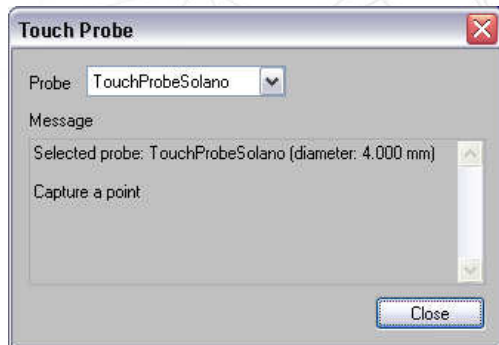 Touch Probe
Probe TouchProbeSolano
Message
Selected probe: TouchProbeSolano (diameter: 4.000 mm)
Capture a point
Close